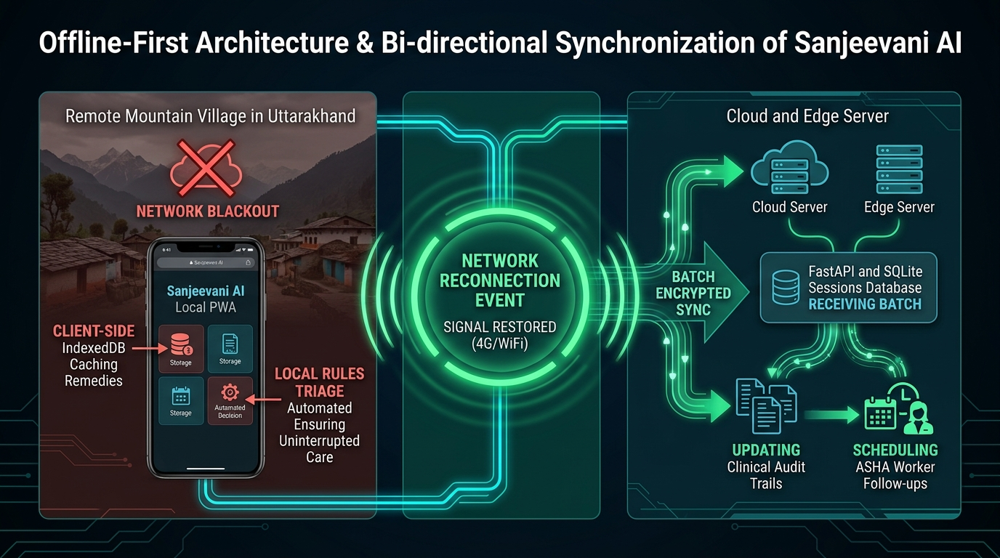 Offline-First Architecture & Bi-directional Synchronization of Sanjeevani AI
Remote Mountain Village in Uttarakhand
NETWORK BLACKOUT
Sanjeevani AI
Local PWA
Storage
Storage
Storage
Automated
Decision
CLIENT-SIDE
IndexedDB
Caching
Remedies
LOCAL RULES
TRIAGE
Automated
Ensuring
Uninterrupted
Care
NETWORK
RECONNECTION
EVENT
SIGNAL RESTORED
(4G/WiFi)
BATCH
ENCRYPTED
SYNC
Cloud and Edge Server
Cloud Server
Edge Server
FastAPI and SQLite
Sessions Database
RECEIVING BATCH
UPDATING
Clinical Audit
Trails
SCHEDULING
ASHA Worker
Follow-ups